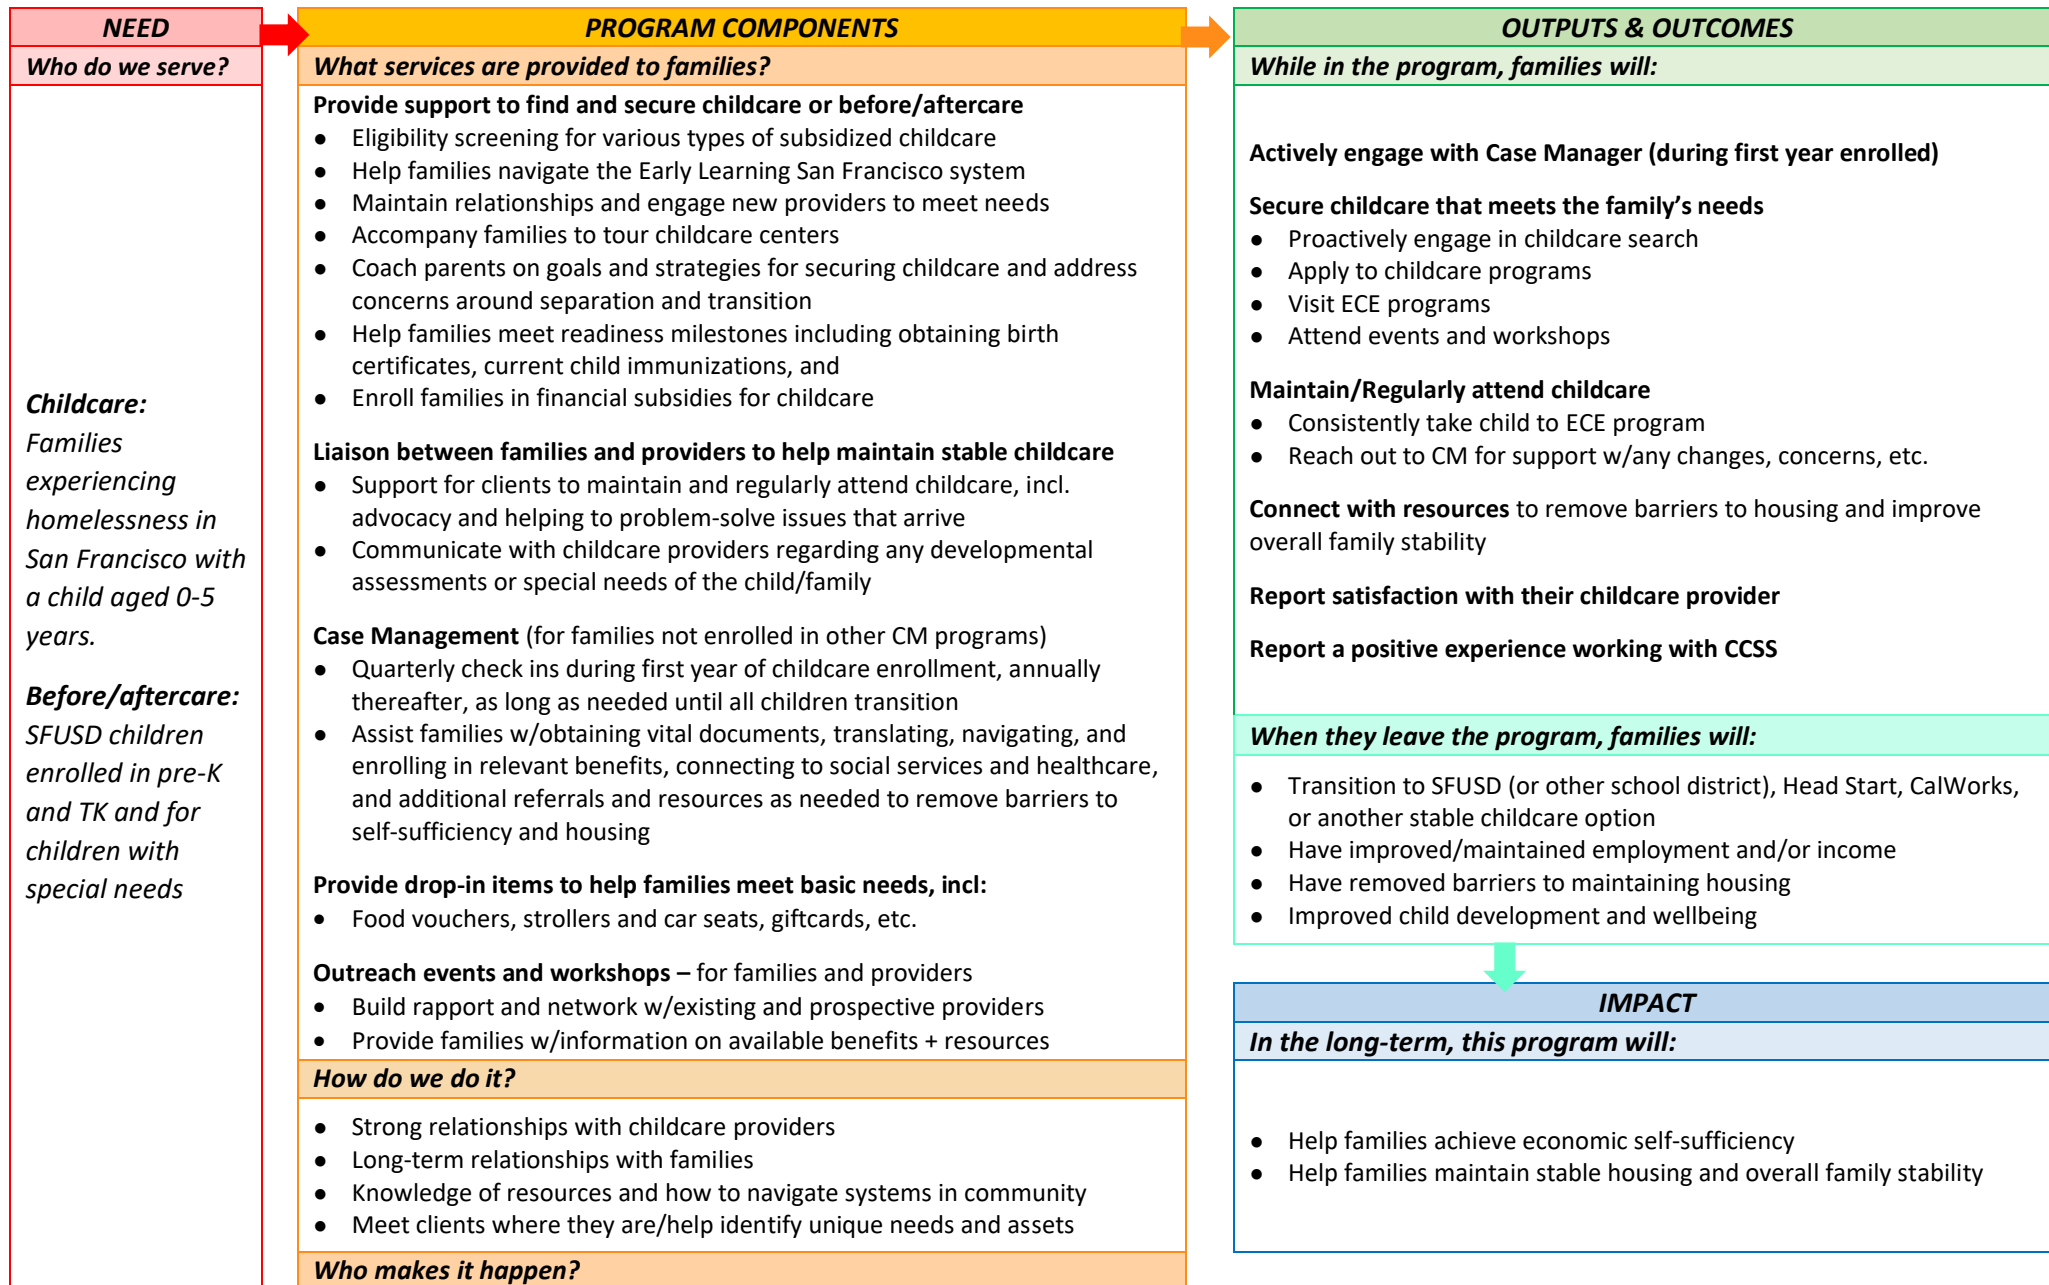 NEED
Who do we serve?
Childcare:
Families
experiencing
homelessness in
San Francisco with
a child aged 0-5
years.
Before/aftercare:
SFUSD children
enrolled in pre-K
and TK and for
children with
special needs
PROGRAM COMPONENTS
What services are provided to families?
Provide support to find and secure childcare or before/aftercare
● Eligibility screening for various types of subsidized childcare
● Help families navigate the Early Learning San Francisco system
● Maintain relationships and engage new providers to meet needs
● Accompany families to tour childcare centers
● Coach parents on goals and strategies for securing childcare and address
concerns around separation and transition
● Help families meet readiness milestones including obtaining birth
certificates, current child immunizations, and
● Enroll families in financial subsidies for childcare
Liaison between families and providers to help maintain stable childcare
● Support for clients to maintain and regularly attend childcare, incl.
advocacy and helping to problem-solve issues that arrive
● Communicate with childcare providers regarding any developmental
assessments or special needs of the child/family
Case Management (for families not enrolled in other CM programs)
● Quarterly check ins during first year of childcare enrollment, annually
thereafter, as long as needed until all children transition
● Assist families w/obtaining vital documents, translating, navigating, and
enrolling in relevant benefits, connecting to social services and healthcare,
and additional referrals and resources as needed to remove barriers to
self-sufficiency and housing
Provide drop-in items to help families meet basic needs, incl:
● Food vouchers, strollers and car seats, giftcards, etc.
Outreach events and workshops – for families and providers
● Build rapport and network w/existing and prospective providers
● Provide families w/information on available benefits + resources
How do we do it?
● Strong relationships with childcare providers
● Long-term relationships with families
● Knowledge of resources and how to navigate systems in community
● Meet clients where they are/help identify unique needs and assets
Who makes it happen?
OUTPUTS & OUTCOMES
While in the program, families will:
Actively engage with Case Manager (during first year enrolled)
Secure childcare that meets the family's needs
● Proactively engage in childcare search
● Apply to childcare programs
● Visit ECE programs
● Attend events and workshops
Maintain/Regularly attend childcare
● Consistently take child to ECE program
● Reach out to CM for support w/any changes, concerns, etc.
Connect with resources to remove barriers to housing and improve
overall family stability
Report satisfaction with their childcare provider
Report a positive experience working with CCSS
When they leave the program, families will:
● Transition to SFUSD (or other school district), Head Start, CalWorks,
or another stable childcare option
● Have improved/maintained employment and/or income
● Have removed barriers to maintaining housing
● Improved child development and wellbeing
IMPACT
In the long-term, this program will:
● Help families achieve economic self-sufficiency
● Help families maintain stable housing and overall family stability